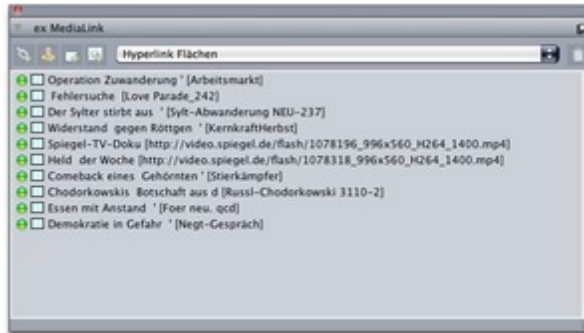 ex MediaLink
Hyperlink Flächen
Operation Zuwanderung ' [Arbeitsmarkt]
Fehlersuche [Love Parade_242]
Der Sylter stirbt aus ' [Sylt-Abwanderung NEU-237]
Widerstand gegen Röttgen ' [KernkraftHerbst]
Spiegel-TV-Doku [http://video.spiegel.de/flash/1078196_996x560_H264_1400.mp4]
Held der Woche [http://video.spiegel.de/flash/1078318_996x560_H264_1400.mp4]
Comeback eines Gehörnten ' [Stierkämpfer]
Chodorkowskis Botschaft aus d [Russl-Chodorkowski 3110-2]
Essen mit Anstand ' [Foer neu. qcd]
Demokratie in Gefahr ' [Negt-Gespräch]